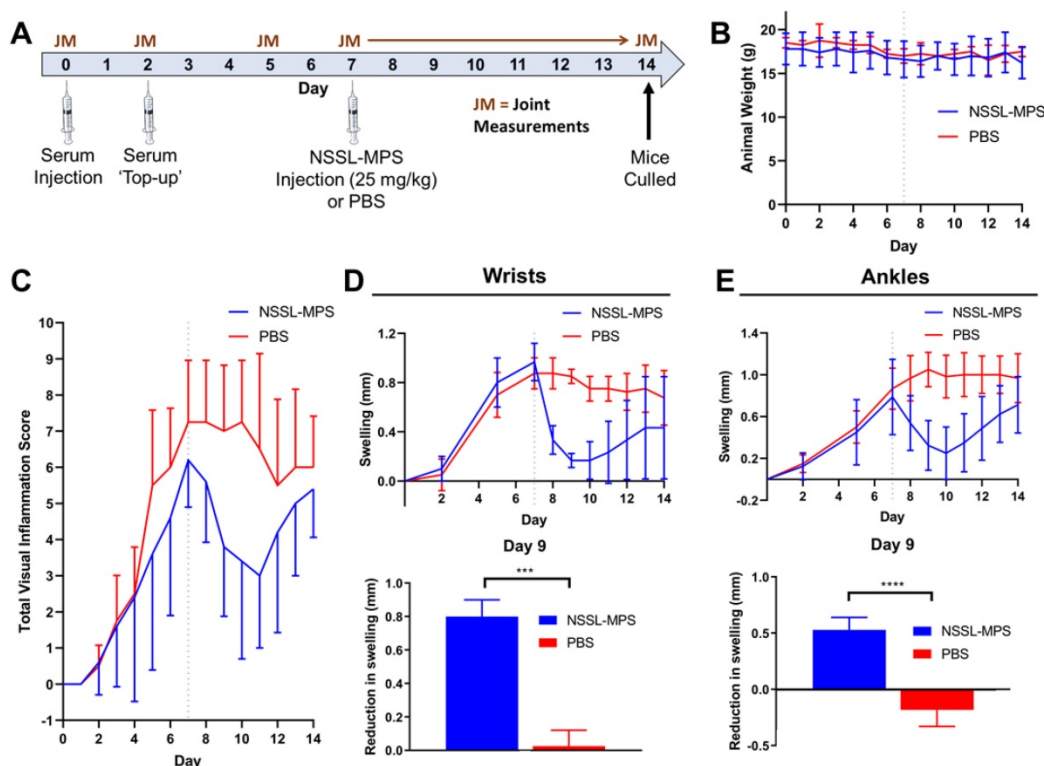 A
JM JM JM JM JM
0 1 2 3 4 5 6 7 8 9 10 11 12 13 14
Day
JM = Joint
Measurements
Serum
Injection
Serum
‘Top-up’
NSSL-MPS
Injection (25 mg/kg)
or PBS
Mice
Culled
B
Animal Weight (g)
20
15
10
5
0
NSSL-MPS
PBS
0 2 4 6 8 10 12 14
Day
C
NSSL-MPS
PBS
Total Visual Inflammation Score
10
9
8
7
6
5
4
3
2
1
0
-1
0 2 4 6 8 10 12 14
Day
D
Wrists
NSSL-MPS
PBS
Swelling (mm)
1.2
0.8
0.4
0.0
2 4 6 8 10 12 14
Day
Day 9
Reduction in swelling (mm)
1.0
0.8
0.6
0.4
0.2
0.0
***
NSSL-MPS
PBS
E
Ankles
NSSL-MPS
PBS
Swelling (mm)
1.4
1.0
0.6
0.2
-0.2
2 4 6 8 10 12 14
Day
Day 9
Reduction in swelling (mm)
1.0
0.5
0.0
-0.5
****
NSSL-MPS
PBS